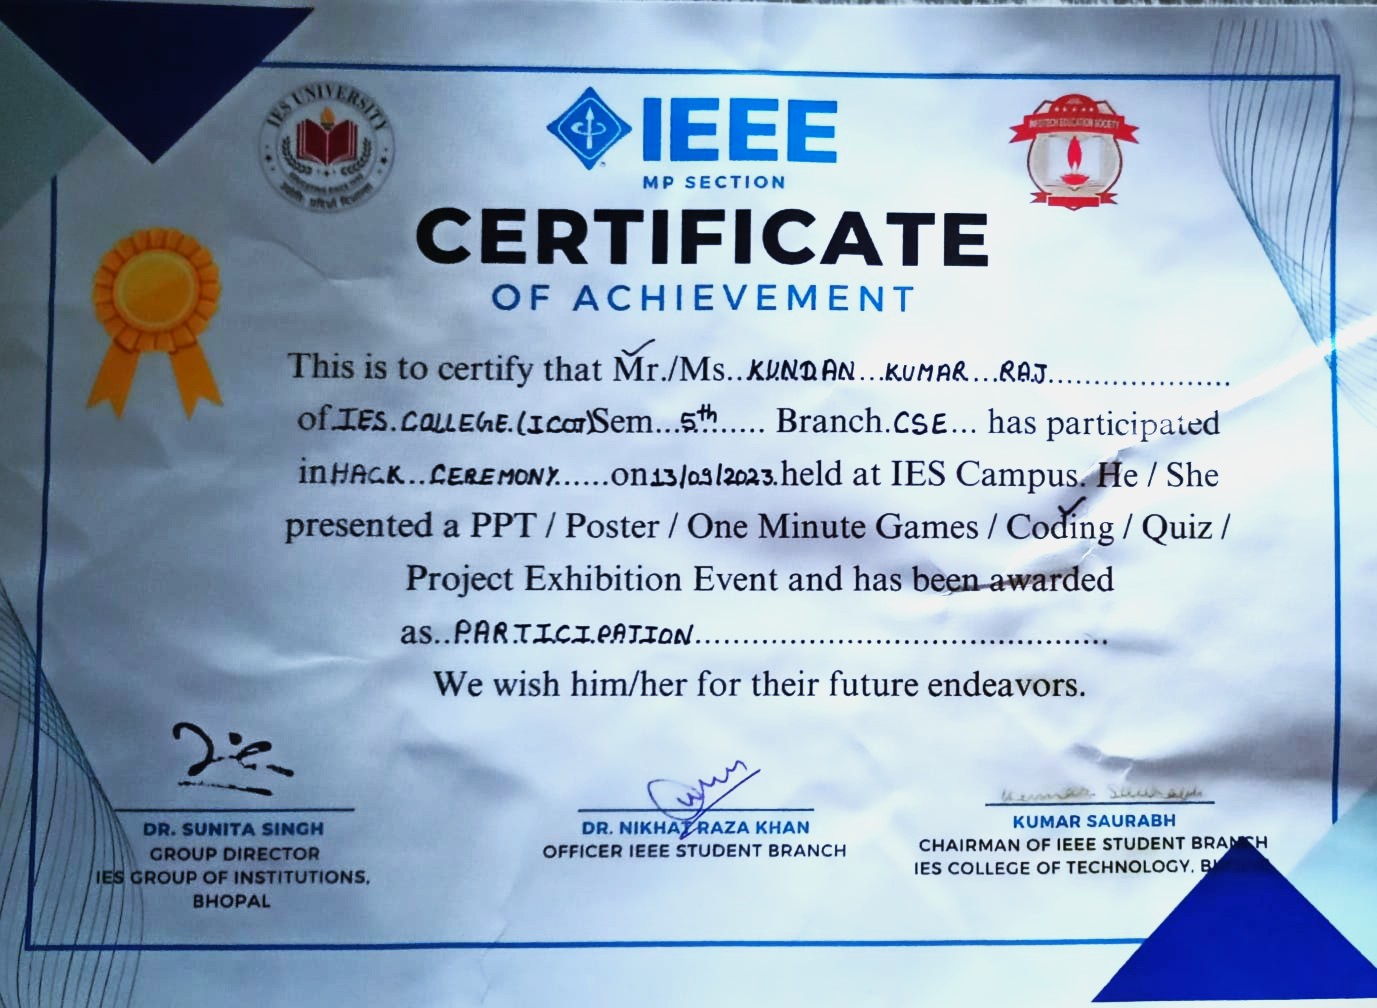 IES UNIVERSITY
IEEE
MP SECTION
INFOTECH EDUCATION SOCIETY
CERTIFICATE
OF ACHIEVEMENT
This is to certify that Mr./Ms..KUNDAN...KUMAR...RAJ...................
of.IES.COLLEGE.(ICOT)Sem...5th...... Branch.CSE... has participated
in HACK..CEREMONY......on13/09/2023.held at IES Campus. He / She
presented a PPT / Poster / One Minute Games / Coding / Quiz /
Project Exhibition Event and has been awarded
as..PARTICIPATION............................................
We wish him/her for their future endeavors.
Kumar Saurabh
DR. SUNITA SINGH
GROUP DIRECTOR
IES GROUP OF INSTITUTIONS,
BHOPAL
DR. NIKHAT RAZA KHAN
OFFICER IEEE STUDENT BRANCH
KUMAR SAURABH
CHAIRMAN OF IEEE STUDENT BRANCH
IES COLLEGE OF TECHNOLOGY,